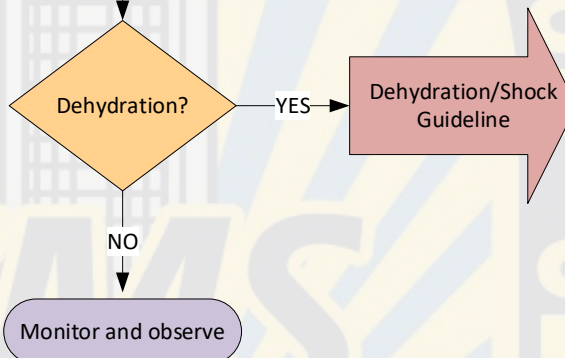 Dehydration?
YES
Dehydration/Shock
Guideline
NO
Monitor and observe